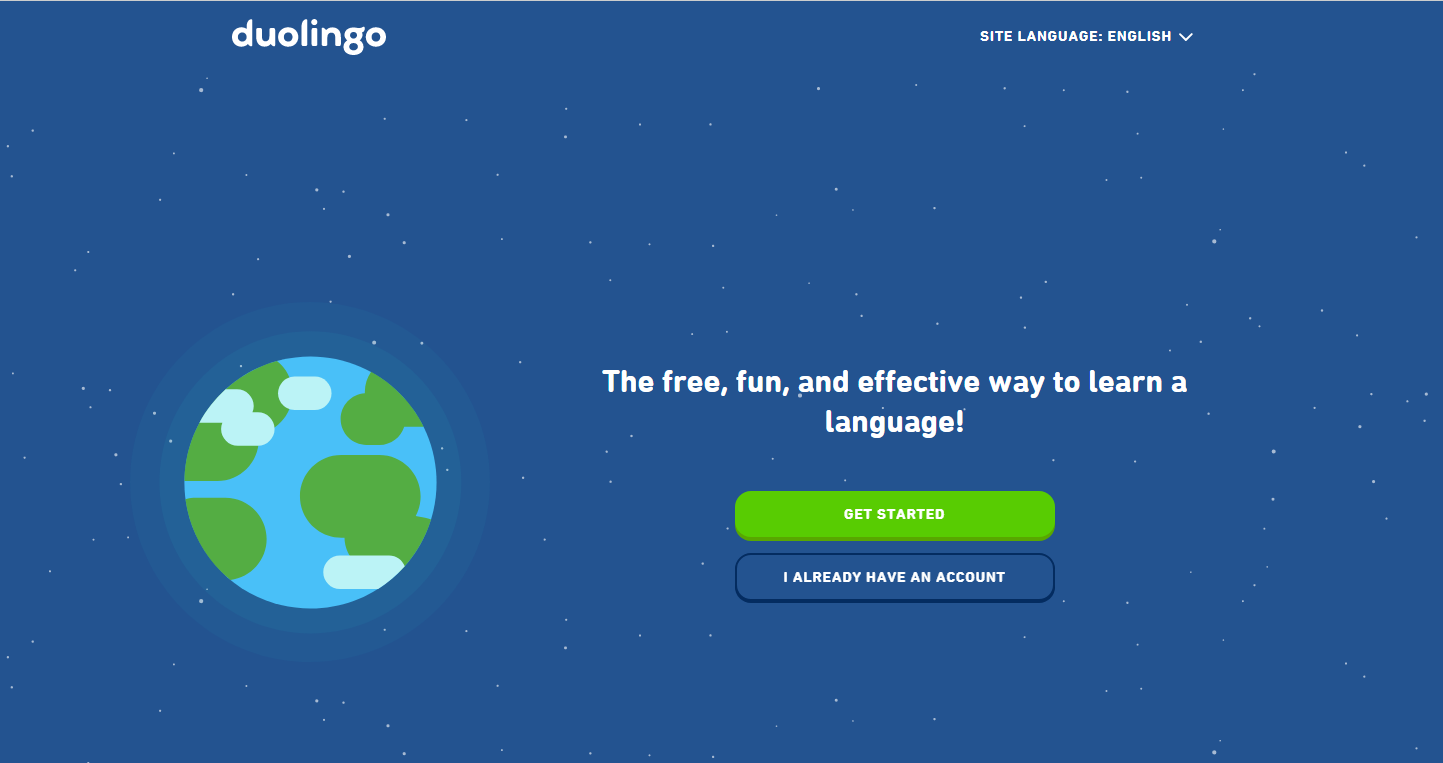 duolingo
SITE LANGUAGE: ENGLISH
The free, fun, and effective way to learn a
language!
GET STARTED
I ALREADY HAVE AN ACCOUNT